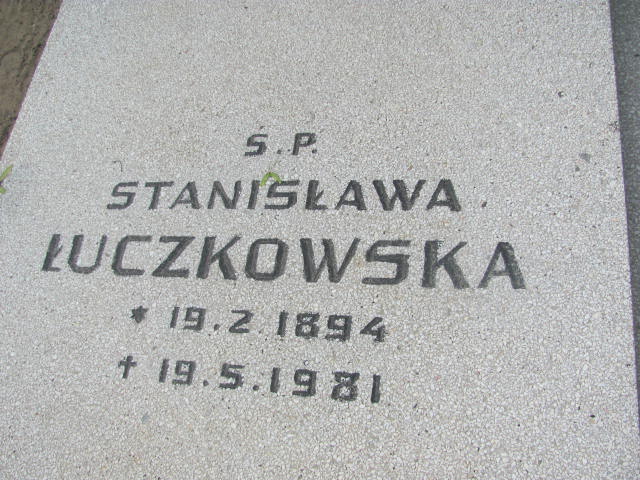 Ś.P.
STANISŁAWA
ŁUCZKOWSKA
* 19.2.1894
† 19.5.1981